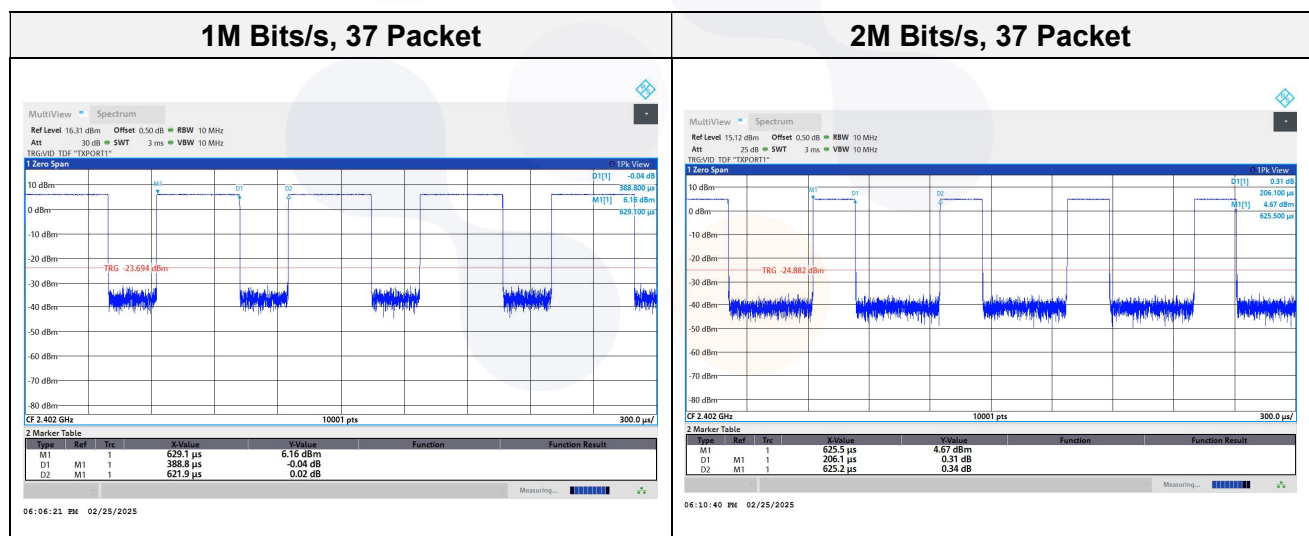 1M Bits/s, 37 Packet
2M Bits/s, 37 Packet
MultiView Spectrum
Ref Level 16.31 dBm Offset 0.50 dB RBW 10 MHz
Att 30 dB SWT 3 ms VBW 10 MHz
TRG:VID TDF "TXPORT1"
1 Zero Span 1Pk View
D1[1] -0.04 dB
388.800 µs
M1[1] 6.16 dBm
629.100 µs
M1 D1 D2
10 dBm
0 dBm
-10 dBm
-20 dBm
TRG -23.694 dBm
-30 dBm
-40 dBm
-50 dBm
-60 dBm
-70 dBm
-80 dBm
CF 2.402 GHz 10001 pts 300.0 µs/
2 Marker Table
Type Ref Trc X-Value Y-Value Function Function Result
M1 1 629.1 µs 6.16 dBm
D1 M1 1 388.8 µs -0.04 dB
D2 M1 1 621.9 µs 0.02 dB
Measuring...
06:06:21 PM 02/25/2025
MultiView Spectrum
Ref Level 15.12 dBm Offset 0.50 dB RBW 10 MHz
Att 25 dB SWT 3 ms VBW 10 MHz
TRG:VID TDF "TXPORT1"
1 Zero Span 1Pk View
D1[1] 0.31 dB
206.100 µs
M1[1] 4.67 dBm
625.500 µs
M1 D1 D2
10 dBm
0 dBm
-10 dBm
-20 dBm
TRG -24.882 dBm
-30 dBm
-40 dBm
-50 dBm
-60 dBm
-70 dBm
-80 dBm
CF 2.402 GHz 10001 pts 300.0 µs/
2 Marker Table
Type Ref Trc X-Value Y-Value Function Function Result
M1 1 625.5 µs 4.67 dBm
D1 M1 1 206.1 µs 0.31 dB
D2 M1 1 625.2 µs 0.34 dB
Measuring...
06:10:40 PM 02/25/2025